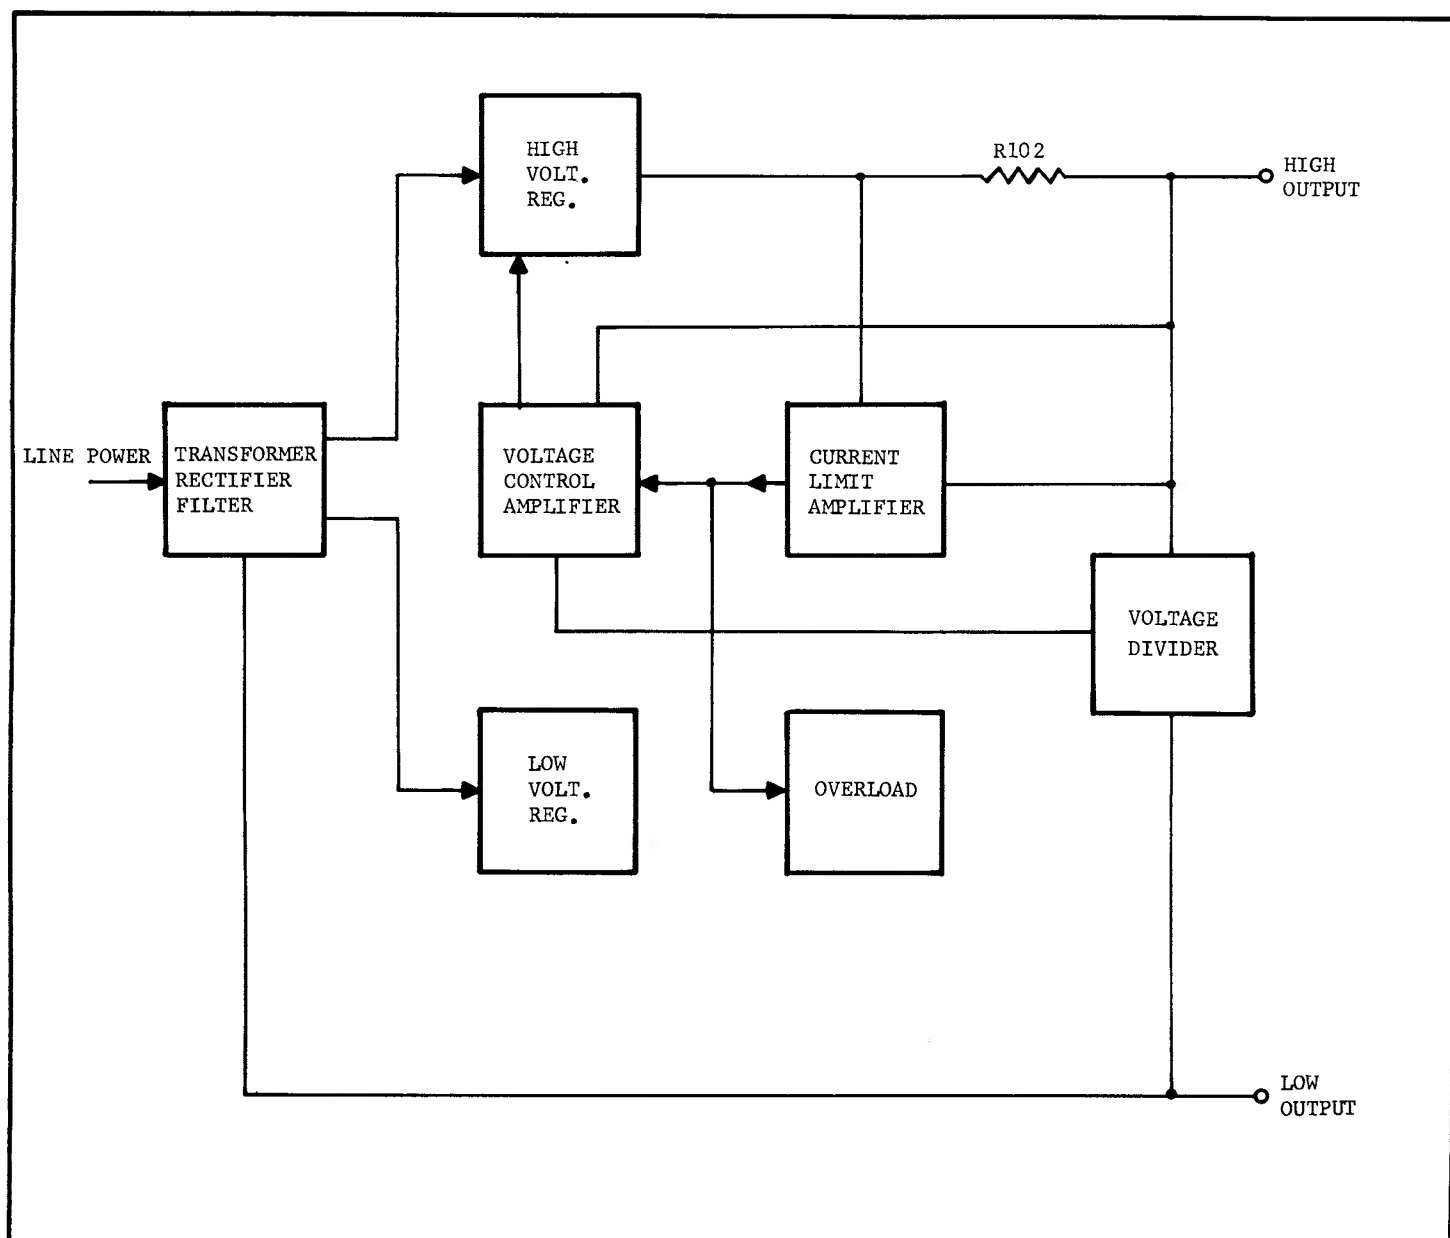 HIGH
VOLT.
REG.
R102
HIGH
OUTPUT
LINE POWER
TRANSFORMER
RECTIFIER
FILTER
VOLTAGE
CONTROL
AMPLIFIER
CURRENT
LIMIT
AMPLIFIER
VOLTAGE
DIVIDER
LOW
VOLT.
REG.
OVERLOAD
LOW
OUTPUT